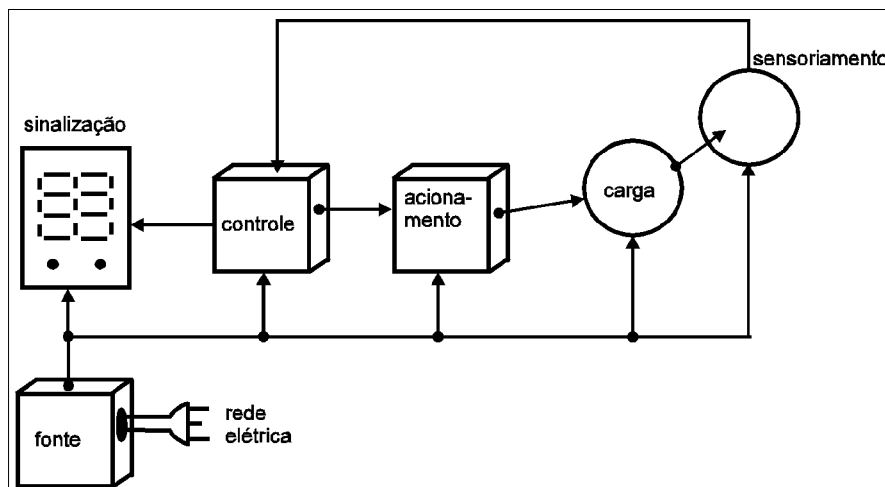 sensoriamento
sinalização
controle
aciona-
mento
carga
fonte
rede
elétrica